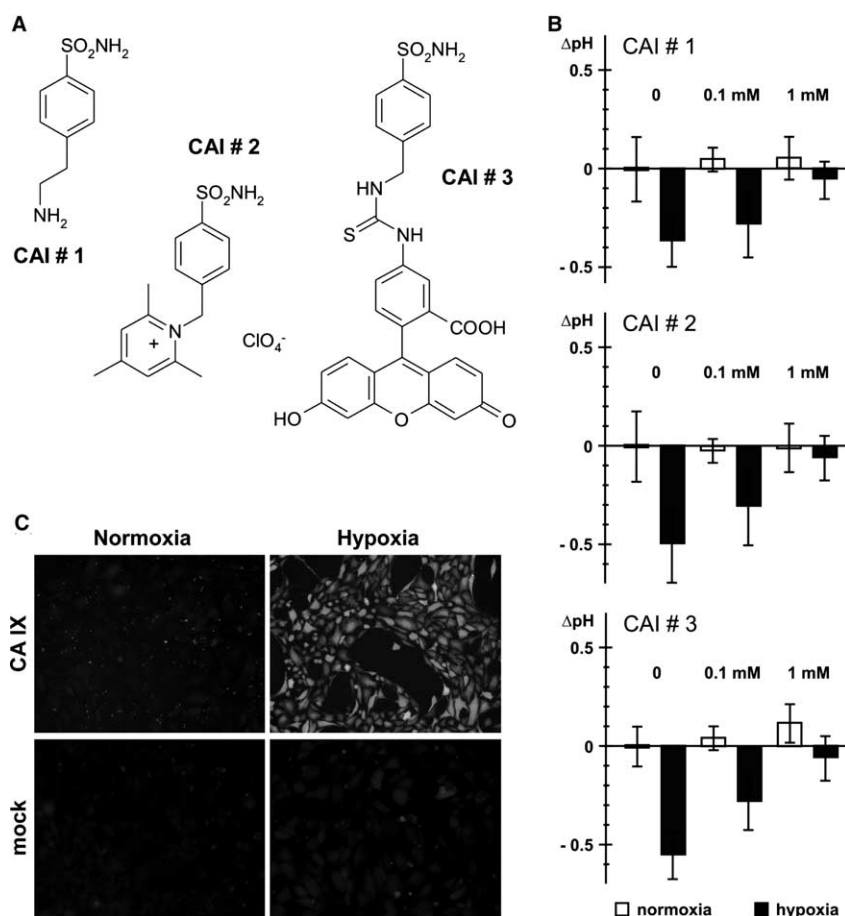 A
SO₂NH₂
NH₂
CAI # 1
CAI # 2
SO₂NH₂
N
+
ClO₄⁻
SO₂NH₂
CAI # 3
HN
S
NH
COOH
HO
O
O
B
ΔpH
CAI # 1
0.5
0
0.1 mM
1 mM
0
- 0.5
ΔpH
CAI # 2
0.5
0
0.1 mM
1 mM
0
- 0.5
ΔpH
CAI # 3
0.5
0
0.1 mM
1 mM
0
- 0.5
normoxia
hypoxia
C
Normoxia
Hypoxia
CA IX
mock